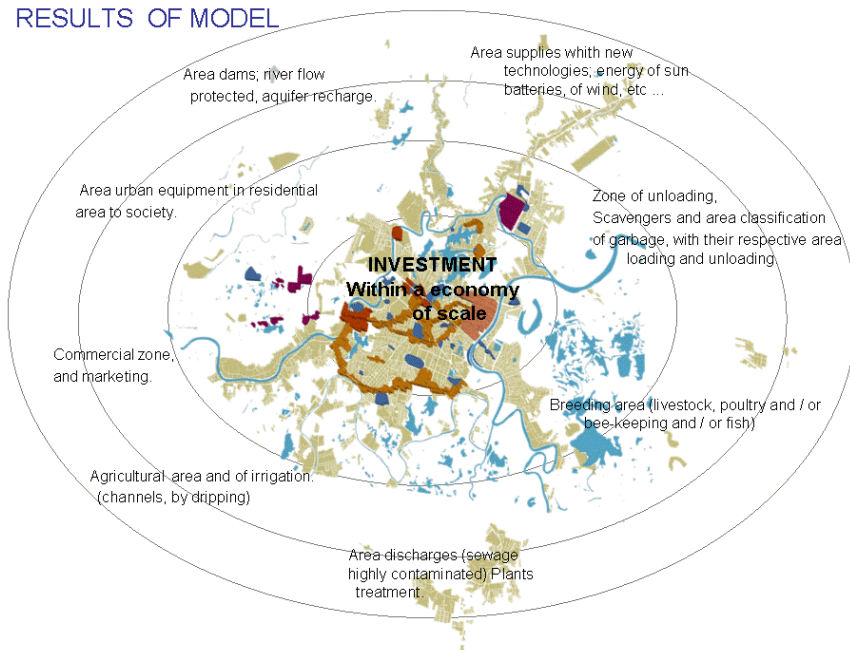 RESULTS OF MODEL
Area supplies whith new
technologies; energy of sun
batteries, of wind, etc ...
Area dams; river flow
protected, aquifer recharge.
Area urban equipment in residential
area to society.
Zone of unloading,
Scavengers and area classification
of garbage, with their respective area
loading and unloading.
INVESTMENT
Within a economy
of scale
Commercial zone,
and marketing.
Breeding area (livestock, poultry and / or
bee-keeping and / or fish)
Agricultural area and of irrigation.
(channels, by dripping)
Area discharges (sewage
highly contaminated) Plants
treatment.